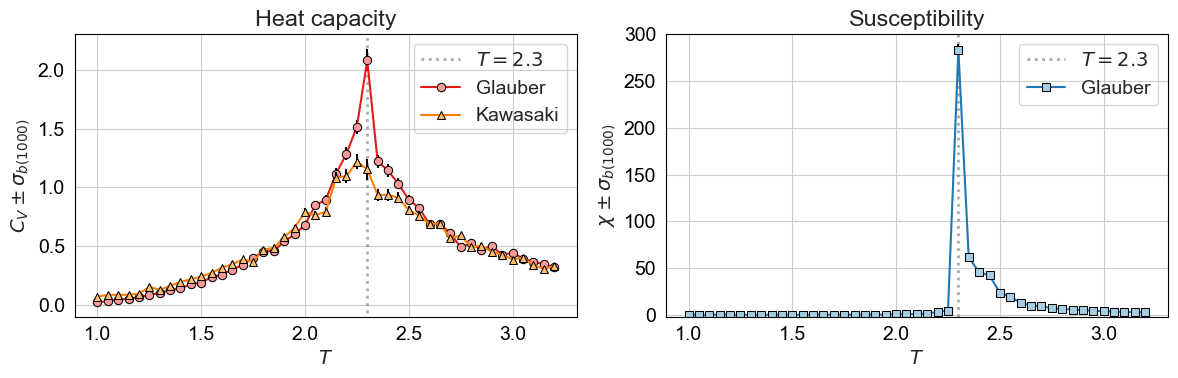 Heat capacity
C_V ± σ_b(1000)
2.0
1.5
1.0
0.5
0.0
1.0 1.5 2.0 2.5 3.0
T
T = 2.3
Glauber
Kawasaki
Susceptibility
χ ± σ_b(1000)
300
250
200
150
100
50
0
1.0 1.5 2.0 2.5 3.0
T
T = 2.3
Glauber